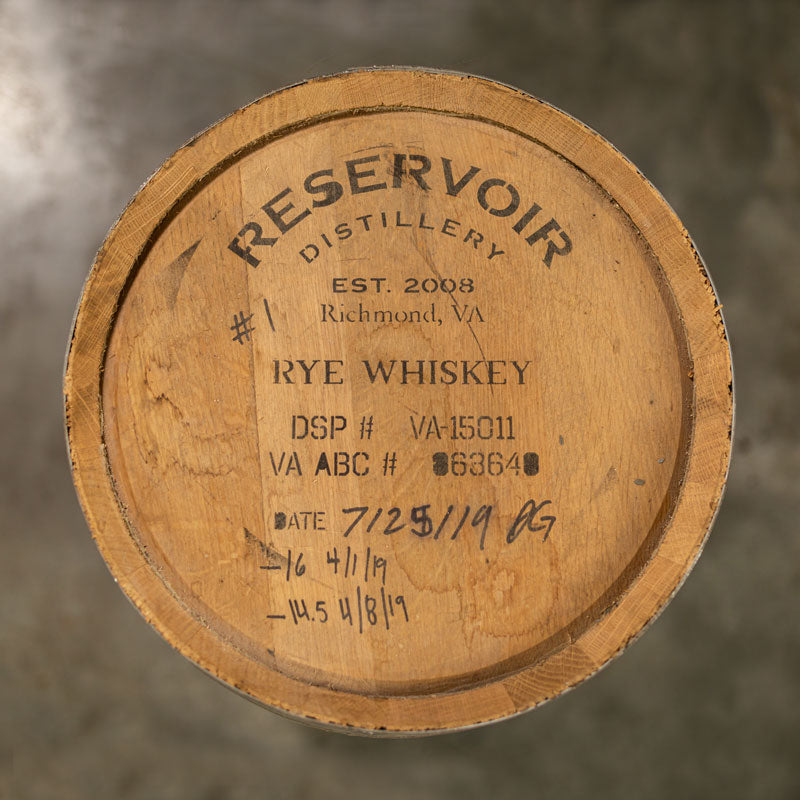 RESERVOIR
DISTILLERY
EST. 2008
Richmond, VA
#1
RYE WHISKEY
DSP # VA-15011
VA ABC #
DATE 7/25/19
-16 4/1/19
-14.5 4/8/19